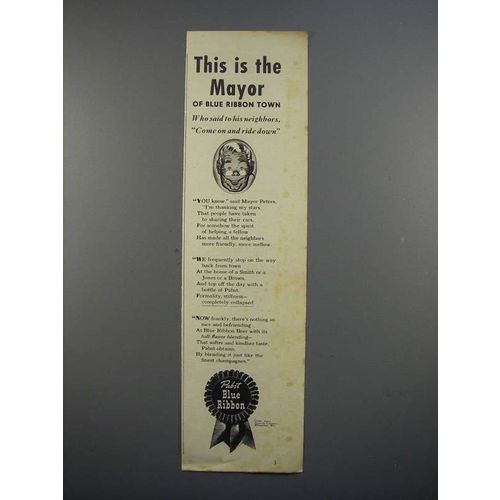 This is the
Mayor
OF BLUE RIBBON TOWN
Who said to his neighbors,
"Come on and ride down"
"YOU know," said Mayor Peters,
"I'm thanking my stars,
That people have taken
to sharing their cars,
For somehow the spirit
of helping a fellow
Has made all the neighbors
more friendly, more mellow.
"WE frequently stop on the way
back from town
At the home of a Smith or a
Jones or a Brown,
And top off the day with a
bottle of Pabst.
Formality, stiffness—
completely collapsed.
"NOW frankly, there's nothing so
nice and befriending
As Blue Ribbon Beer with its
full-flavor blending—
That softer and kindlier taste,
Pabst obtains,
By blending it just like the
finest champagnes."
Pabst
Blue
Ribbon